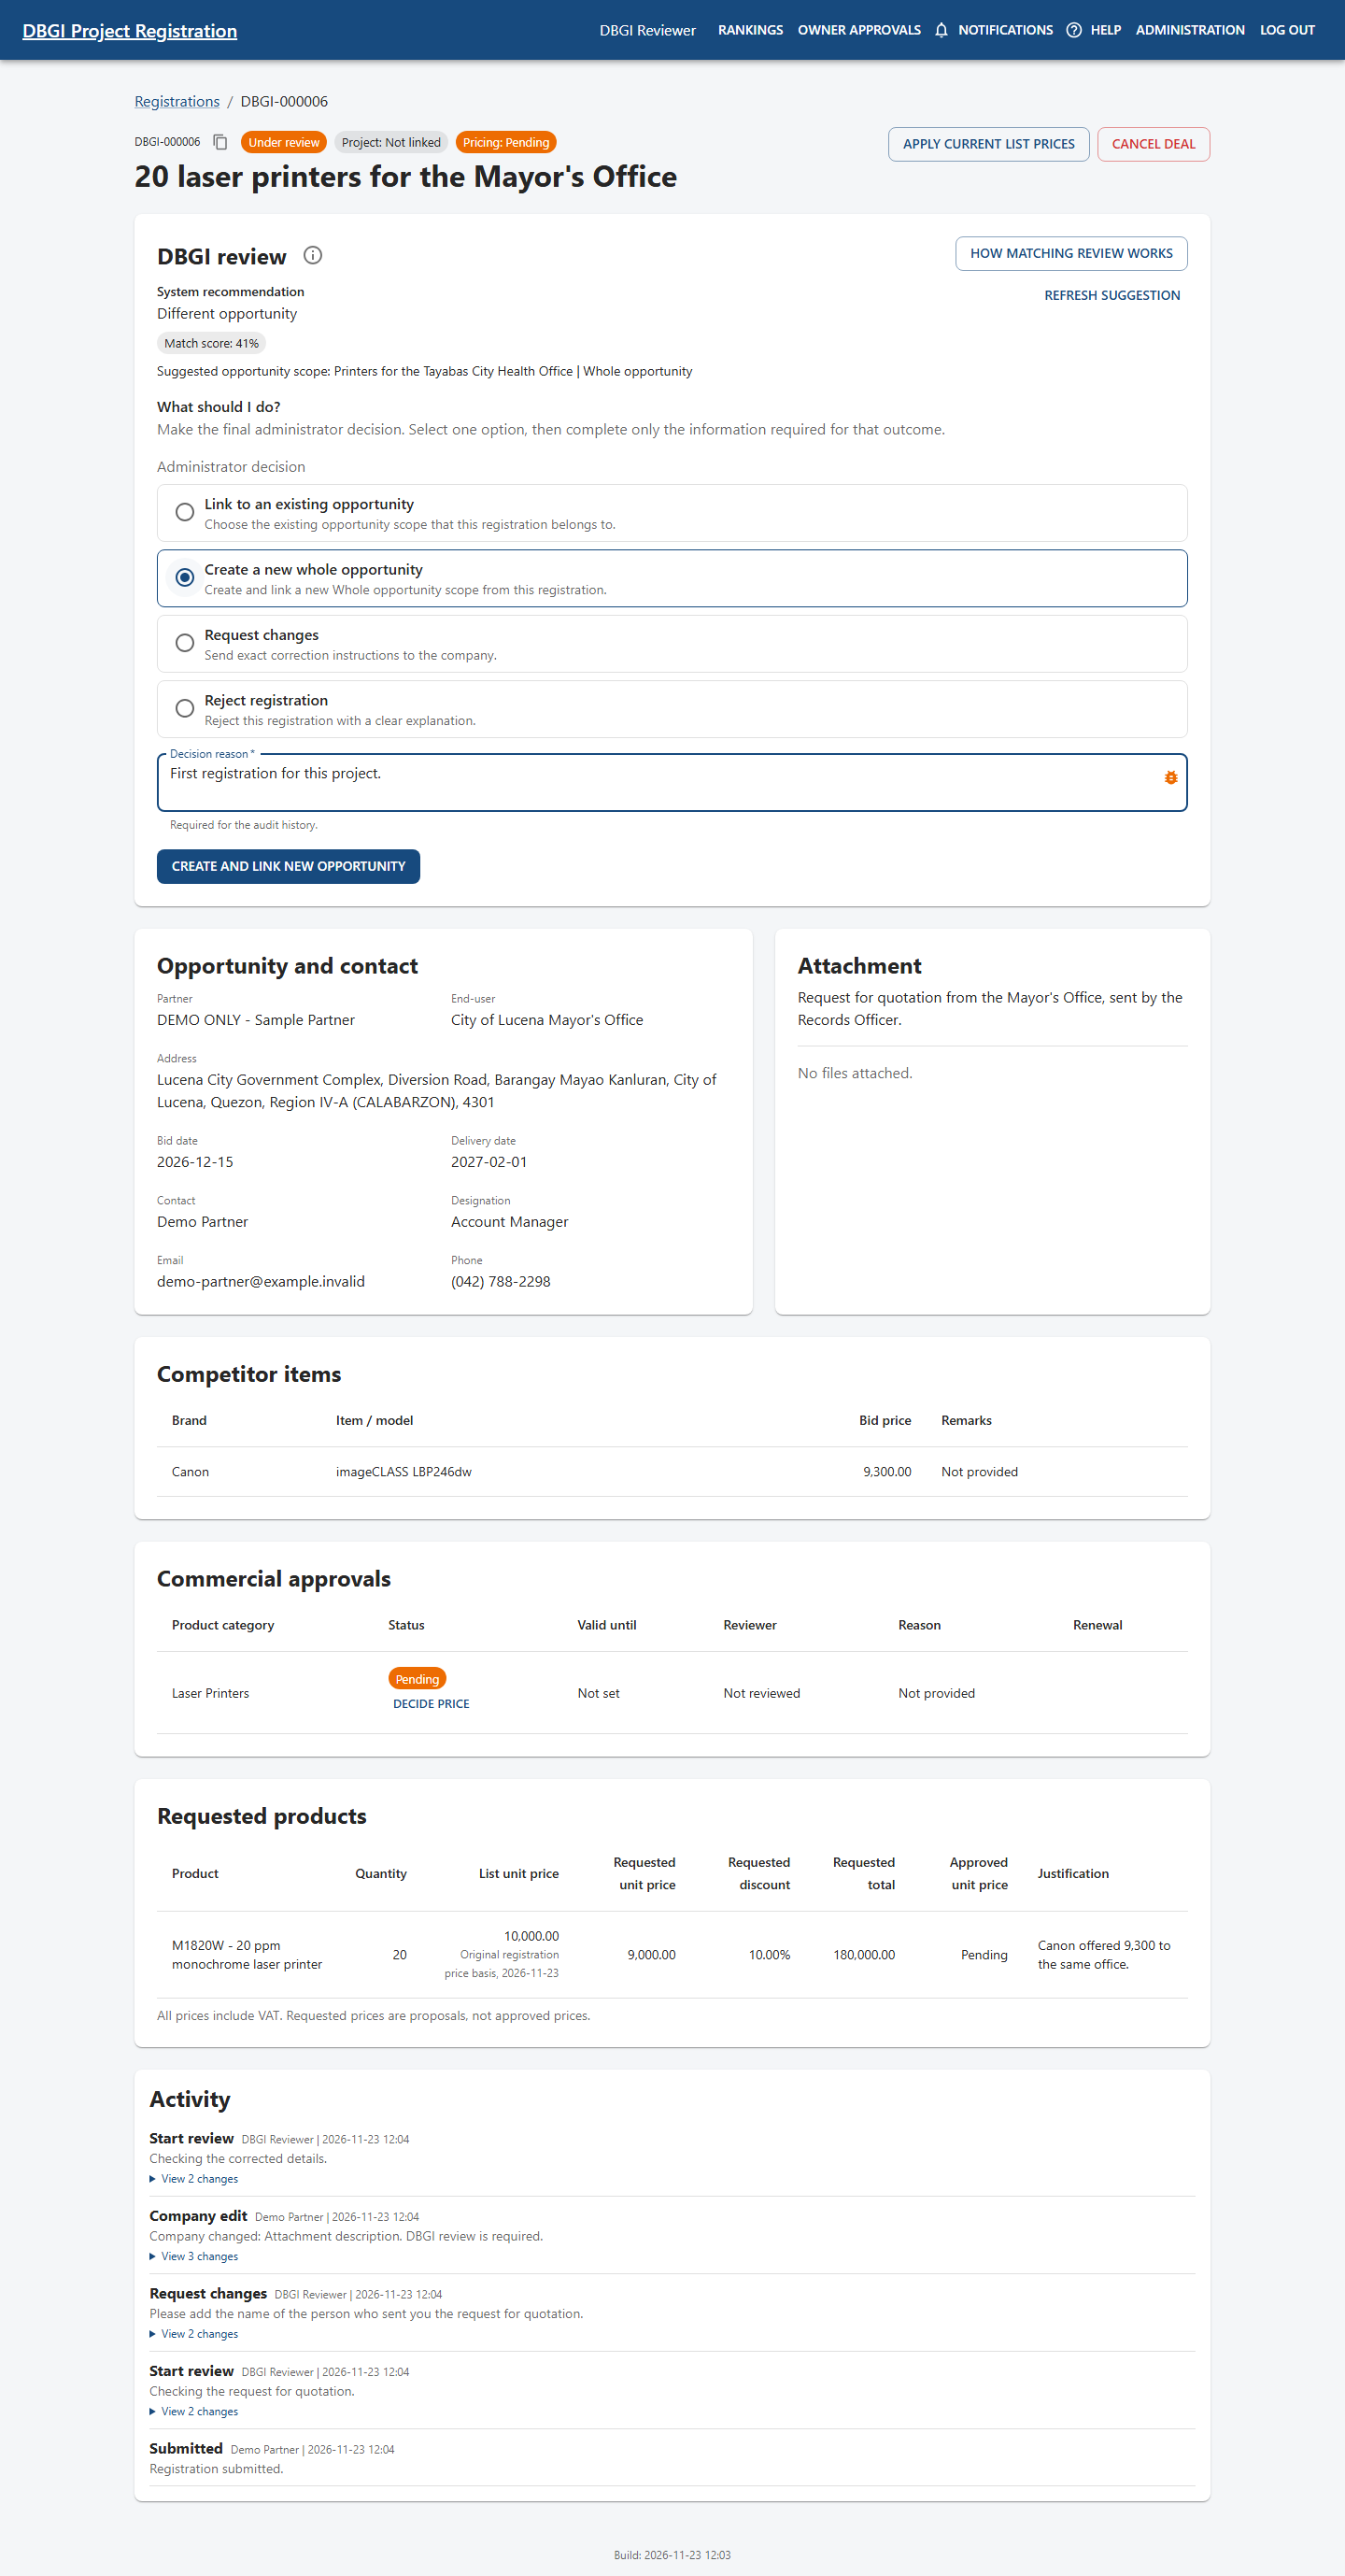 DBGI Project Registration
DBGI Reviewer RANKINGS OWNER APPROVALS NOTIFICATIONS HELP ADMINISTRATION LOG OUT
Registrations / DBGI-000006
DBGI-000006 Under review Project: Not linked Pricing: Pending
APPLY CURRENT LIST PRICES CANCEL DEAL
20 laser printers for the Mayor's Office
DBGI review
HOW MATCHING REVIEW WORKS
System recommendation
REFRESH SUGGESTION
Different opportunity
Match score: 41%
Suggested opportunity scope: Printers for the Tayabas City Health Office | Whole opportunity
What should I do?
Make the final administrator decision. Select one option, then complete only the information required for that outcome.
Administrator decision
Link to an existing opportunity
Choose the existing opportunity scope that this registration belongs to.
Create a new whole opportunity
Create and link a new Whole opportunity scope from this registration.
Request changes
Send exact correction instructions to the company.
Reject registration
Reject this registration with a clear explanation.
Decision reason *
First registration for this project.
Required for the audit history.
CREATE AND LINK NEW OPPORTUNITY
Opportunity and contact
Partner End-user
DEMO ONLY - Sample Partner City of Lucena Mayor's Office
Address
Lucena City Government Complex, Diversion Road, Barangay Mayao Kanluran, City of
Lucena, Quezon, Region IV-A (CALABARZON), 4301
Bid date Delivery date
2026-12-15 2027-02-01
Contact Designation
Demo Partner Account Manager
Email Phone
demo-partner@example.invalid (042) 788-2298
Attachment
Request for quotation from the Mayor's Office, sent by the
Records Officer.
No files attached.
Competitor items
Brand Item / model Bid price Remarks
Canon imageCLASS LBP246dw 9,300.00 Not provided
Commercial approvals
Product category Status Valid until Reviewer Reason Renewal
Laser Printers Pending Not set Not reviewed Not provided
DECIDE PRICE
Requested products
Product Quantity List unit price Requested unit price Requested discount Requested total Approved unit price Justification
M1820W - 20 ppm monochrome laser printer 20 10,000.00 Original registration price basis, 2026-11-23 9,000.00 10.00% 180,000.00 Pending Canon offered 9,300 to the same office.
All prices include VAT. Requested prices are proposals, not approved prices.
Activity
Start review DBGI Reviewer | 2026-11-23 12:04
Checking the corrected details.
View 2 changes
Company edit Demo Partner | 2026-11-23 12:04
Company changed: Attachment description. DBGI review is required.
View 3 changes
Request changes DBGI Reviewer | 2026-11-23 12:04
Please add the name of the person who sent you the request for quotation.
View 2 changes
Start review DBGI Reviewer | 2026-11-23 12:04
Checking the request for quotation.
View 2 changes
Submitted Demo Partner | 2026-11-23 12:04
Registration submitted.
Build: 2026-11-23 12:03